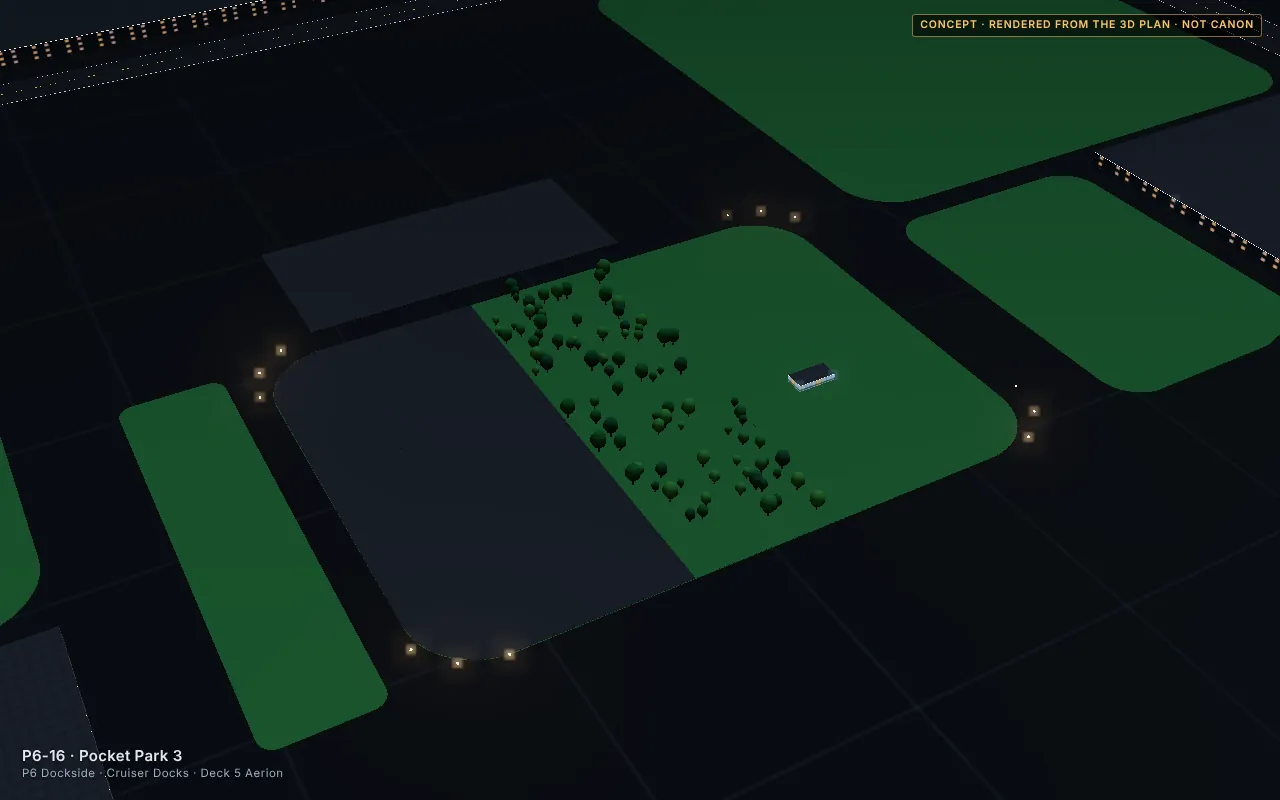 CONCEPT · RENDERED FROM THE 3D PLAN · NOT CANON
P6-16 · Pocket Park 3
P6 Dockside · Cruiser Docks · Deck 5 Aerion